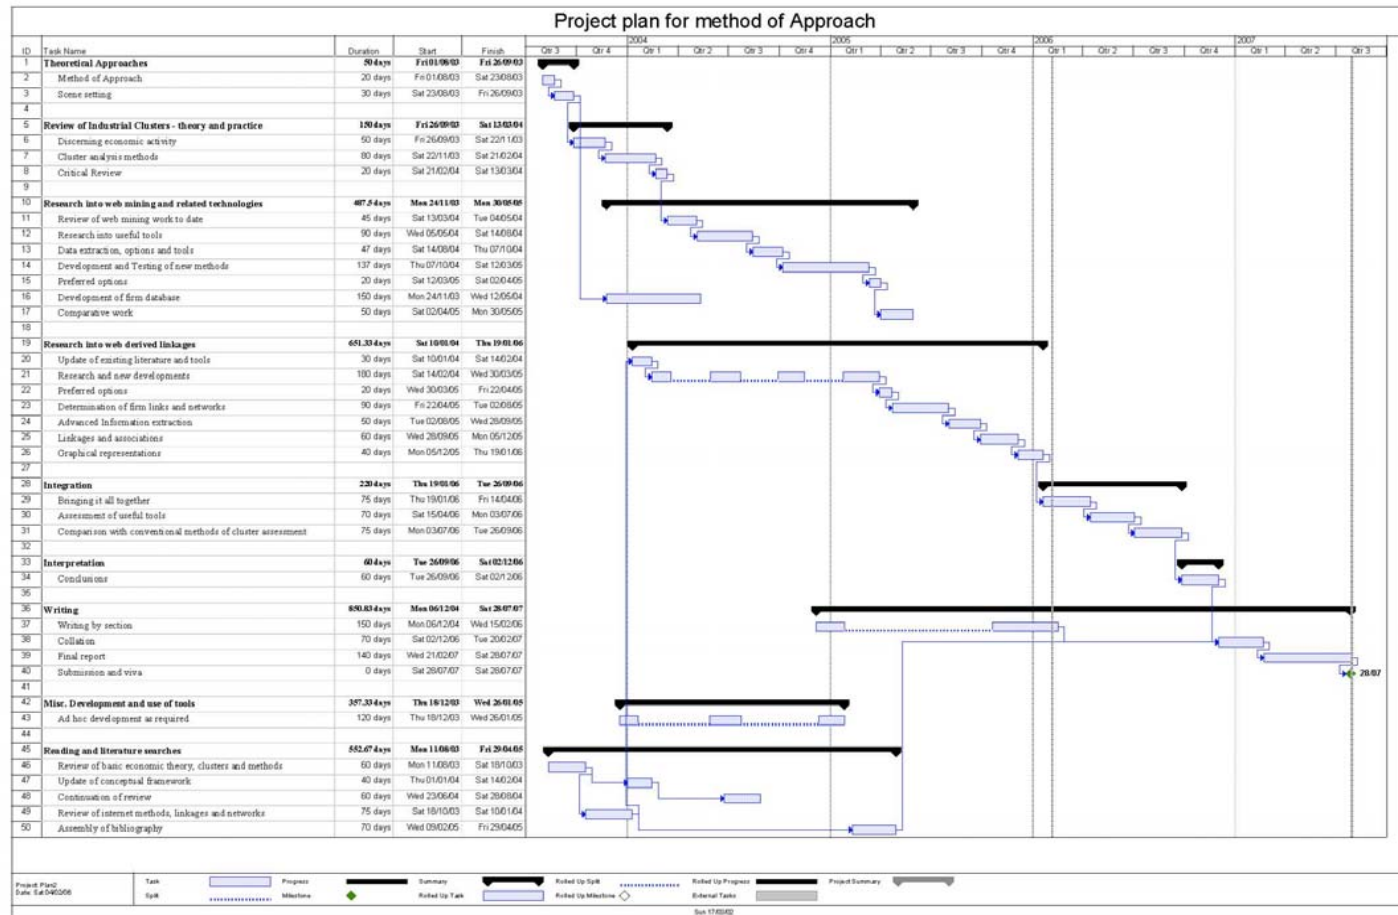 Project plan for method of Approach
2004 2005 2006 2007
ID Task Name Duration Start Finish Qtr 3 Qtr 4 Qtr 1 Qtr 2 Qtr 3 Qtr 4 Qtr 1 Qtr 2 Qtr 3 Qtr 4 Qtr 1 Qtr 2 Qtr 3 Qtr 4 Qtr 1 Qtr 2 Qtr 3
1 Theoretical Approaches 50 days Fri 01/08/03 Fri 26/09/03
2 Method of Approach 20 days Fri 01/08/03 Sat 23/08/03
3 Scene setting 30 days Sat 23/08/03 Fri 26/09/03
4
5 Review of Industrial Clusters - theory and practice 150 days Fri 26/09/03 Sat 13/03/04
6 Discerning economic activity 50 days Fri 26/09/03 Sat 22/11/03
7 Cluster analysis methods 80 days Sat 22/11/03 Sat 21/02/04
8 Critical Review 20 days Sat 21/02/04 Sat 13/03/04
9
10 Research into web mining and related technologies 487.5 days Mon 24/11/03 Mon 30/05/05
11 Review of web mining work to date 45 days Sat 13/03/04 Tue 04/05/04
12 Research into useful tools 90 days Wed 05/05/04 Sat 14/08/04
13 Data extraction, options and tools 47 days Sat 14/08/04 Thu 07/10/04
14 Development and Testing of new methods 137 days Thu 07/10/04 Sat 12/03/05
15 Preferred options 20 days Sat 12/03/05 Sat 02/04/05
16 Development of firm database 150 days Mon 24/11/03 Wed 12/05/04
17 Comparative work 50 days Sat 02/04/05 Mon 30/05/05
18
19 Research into web derived linkages 651.33 days Sat 10/01/04 Thu 19/01/06
20 Update of existing literature and tools 30 days Sat 10/01/04 Sat 14/02/04
21 Research and new developments 180 days Sat 14/02/04 Wed 30/03/05
22 Preferred options 20 days Wed 30/03/05 Fri 22/04/05
23 Determination of firm links and networks 90 days Fri 22/04/05 Tue 02/08/05
24 Advanced Information extraction 50 days Tue 02/08/05 Wed 28/09/05
25 Linkages and associations 60 days Wed 28/09/05 Mon 05/12/05
26 Graphical representations 40 days Mon 05/12/05 Thu 19/01/06
27
28 Integration 220 days Thu 19/01/06 Tue 26/09/06
29 Bringing it all together 75 days Thu 19/01/06 Fri 14/04/06
30 Assessment of useful tools 70 days Sat 15/04/06 Mon 03/07/06
31 Comparison with conventional methods of cluster assessment 75 days Mon 03/07/06 Tue 26/09/06
32
33 Interpretation 60 days Tue 26/09/06 Sat 02/12/06
34 Conclusions 60 days Tue 26/09/06 Sat 02/12/06
35
36 Writing 850.83 days Mon 06/12/04 Sat 28/07/07
37 Writing by section 150 days Mon 06/12/04 Wed 15/02/06
38 Collation 70 days Sat 02/12/06 Tue 20/02/07
39 Final report 140 days Wed 21/02/07 Sat 28/07/07
40 Submission and viva 0 days Sat 28/07/07 Sat 28/07/07 28/07
41
42 Misc. Development and use of tools 357.33 days Thu 18/12/03 Wed 26/01/05
43 Ad hoc development as required 120 days Thu 18/12/03 Wed 26/01/05
44
45 Reading and literature searches 552.67 days Mon 11/08/03 Fri 29/04/05
46 Review of basic economic theory, clusters and methods 60 days Mon 11/08/03 Sat 18/10/03
47 Update of conceptual framework 40 days Thu 01/01/04 Sat 14/02/04
48 Continuation of review 60 days Wed 23/06/04 Sat 28/08/04
49 Review of internet methods, linkages and networks 75 days Sat 18/10/03 Sat 10/01/04
50 Assembly of bibliography 70 days Wed 09/02/05 Fri 29/04/05
Project: Plan2 Task Progress Summary Rolled Up Split Rolled Up Progress Project Summary
Date: Sat 04/02/06 Split Milestone Rolled Up Task Rolled Up Milestone External Tasks
Sun 17/03/02